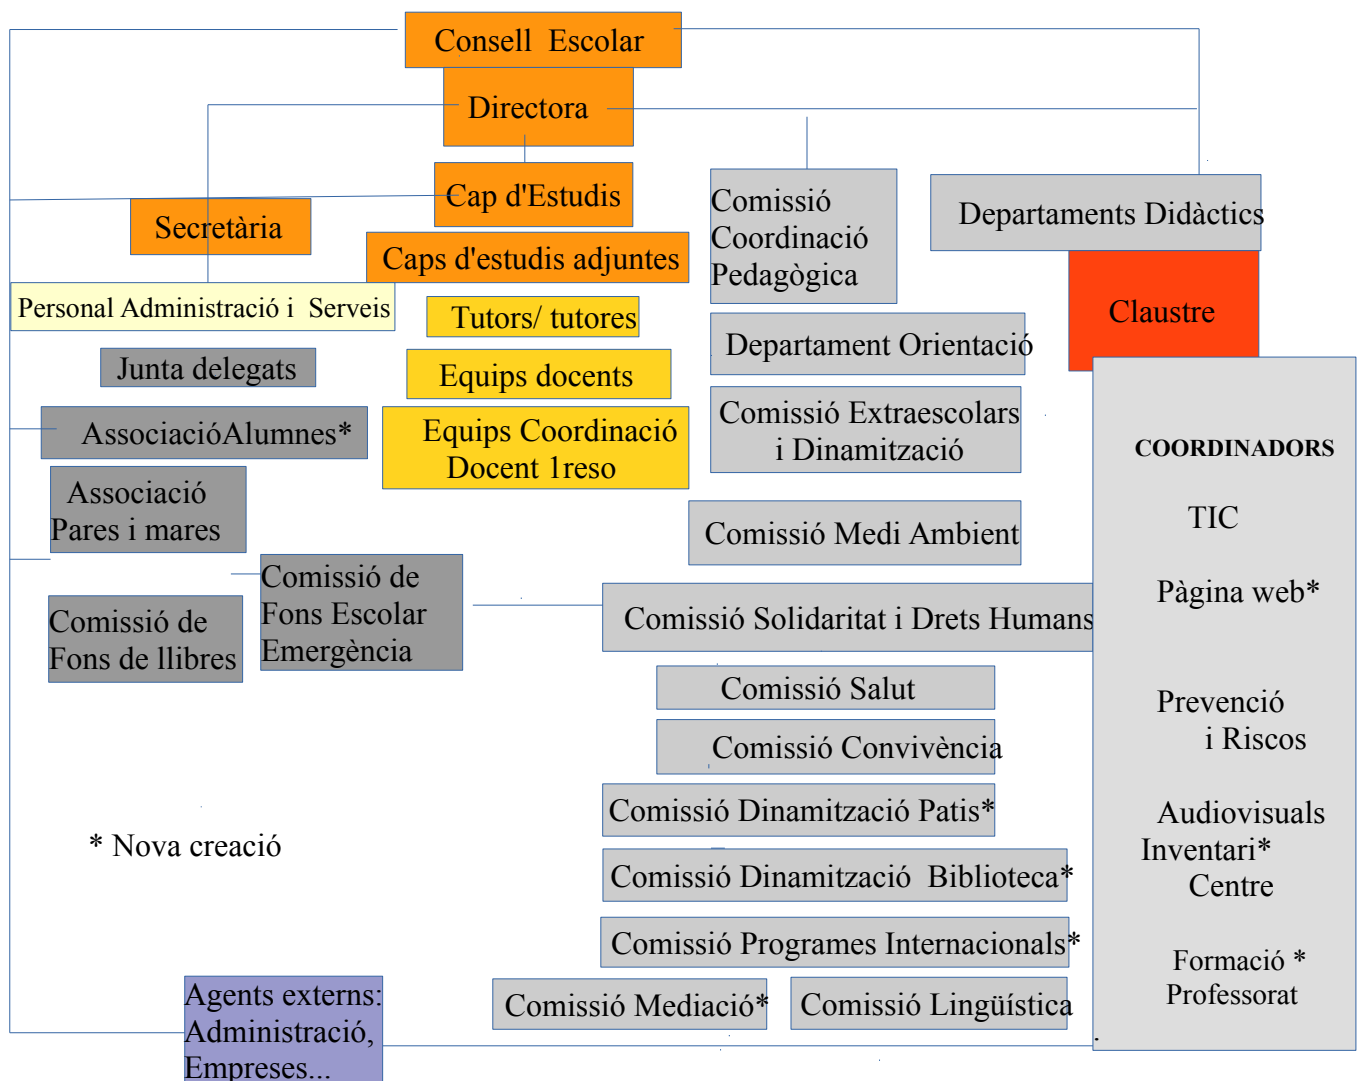 Consell  Escolar
Directora
Cap d'Estudis
Secretària
Caps d'estudis adjuntes
Personal Administració i  Serveis
Tutors/ tutores
Junta delegats
Equips docents
AssociacióAlumnes*
Equips Coordinació
Docent 1reso
Associació
Pares i mares
Comissió de
Fons Escolar
Emergència
Comissió de
Fons de llibres
Comissió
Coordinació
Pedagògica
Departaments Didàctics
Claustre
Departament Orientació
Comissió Extraescolars
i Dinamització
Comissió Medi Ambient
Comissió Solidaritat i Drets Humans
Comissió Salut
Comissió Convivència
Comissió Dinamització Patis*
Comissió Dinamització  Biblioteca*
Comissió Programes Internacionals*
Comissió Mediació*
Comissió Lingüística
COORDINADORS
TIC
Pàgina web*
Prevenció
i Riscos
Audiovisuals
Inventari*
Centre
Formació *
Professorat
* Nova creació
Agents externs:
Administració,
Empreses...